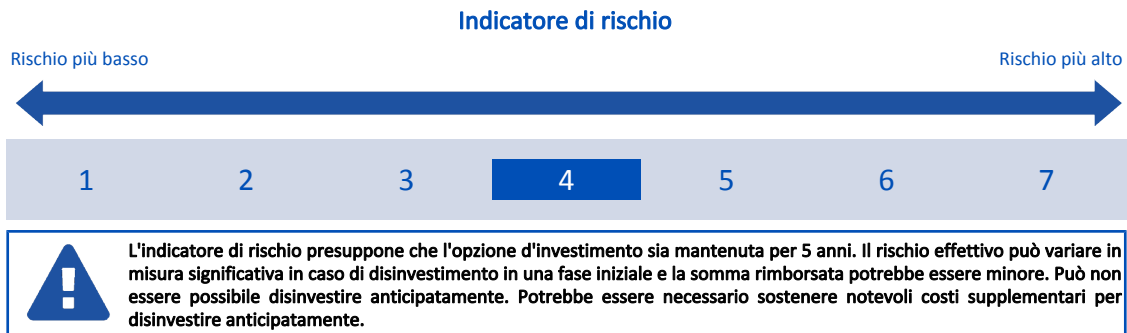 Indicatore di rischio
Rischio più basso
Rischio più alto
1 2 3 4 5 6 7
L'indicatore di rischio presuppone che l'opzione d'investimento sia mantenuta per 5 anni. Il rischio effettivo può variare in
misura significativa in caso di disinvestimento in una fase iniziale e la somma rimborsata potrebbe essere minore. Può non
essere possibile disinvestire anticipatamente. Potrebbe essere necessario sostenere notevoli costi supplementari per
disinvestire anticipatamente.